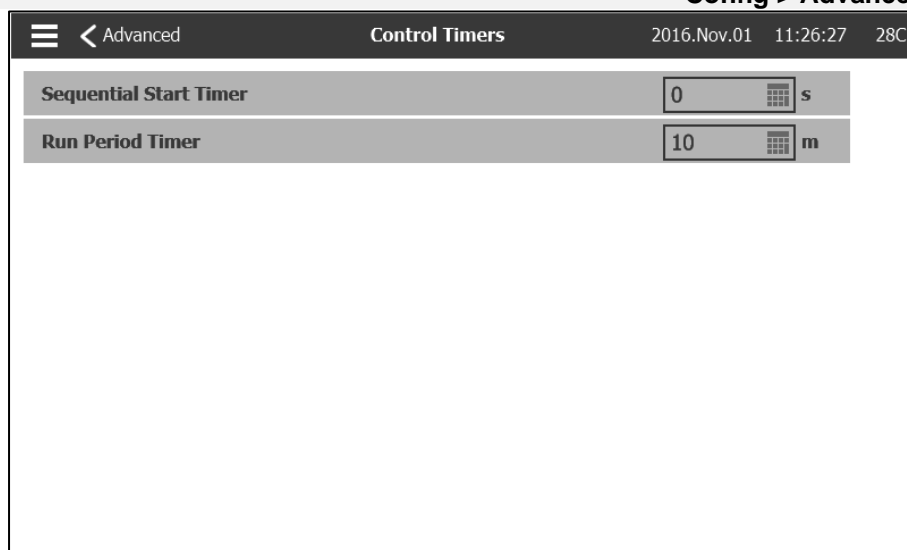 Config > Advance
Advanced Control Timers 2016.Nov.01 11:26:27 28C
Sequential Start Timer 0 s
Run Period Timer 10 m